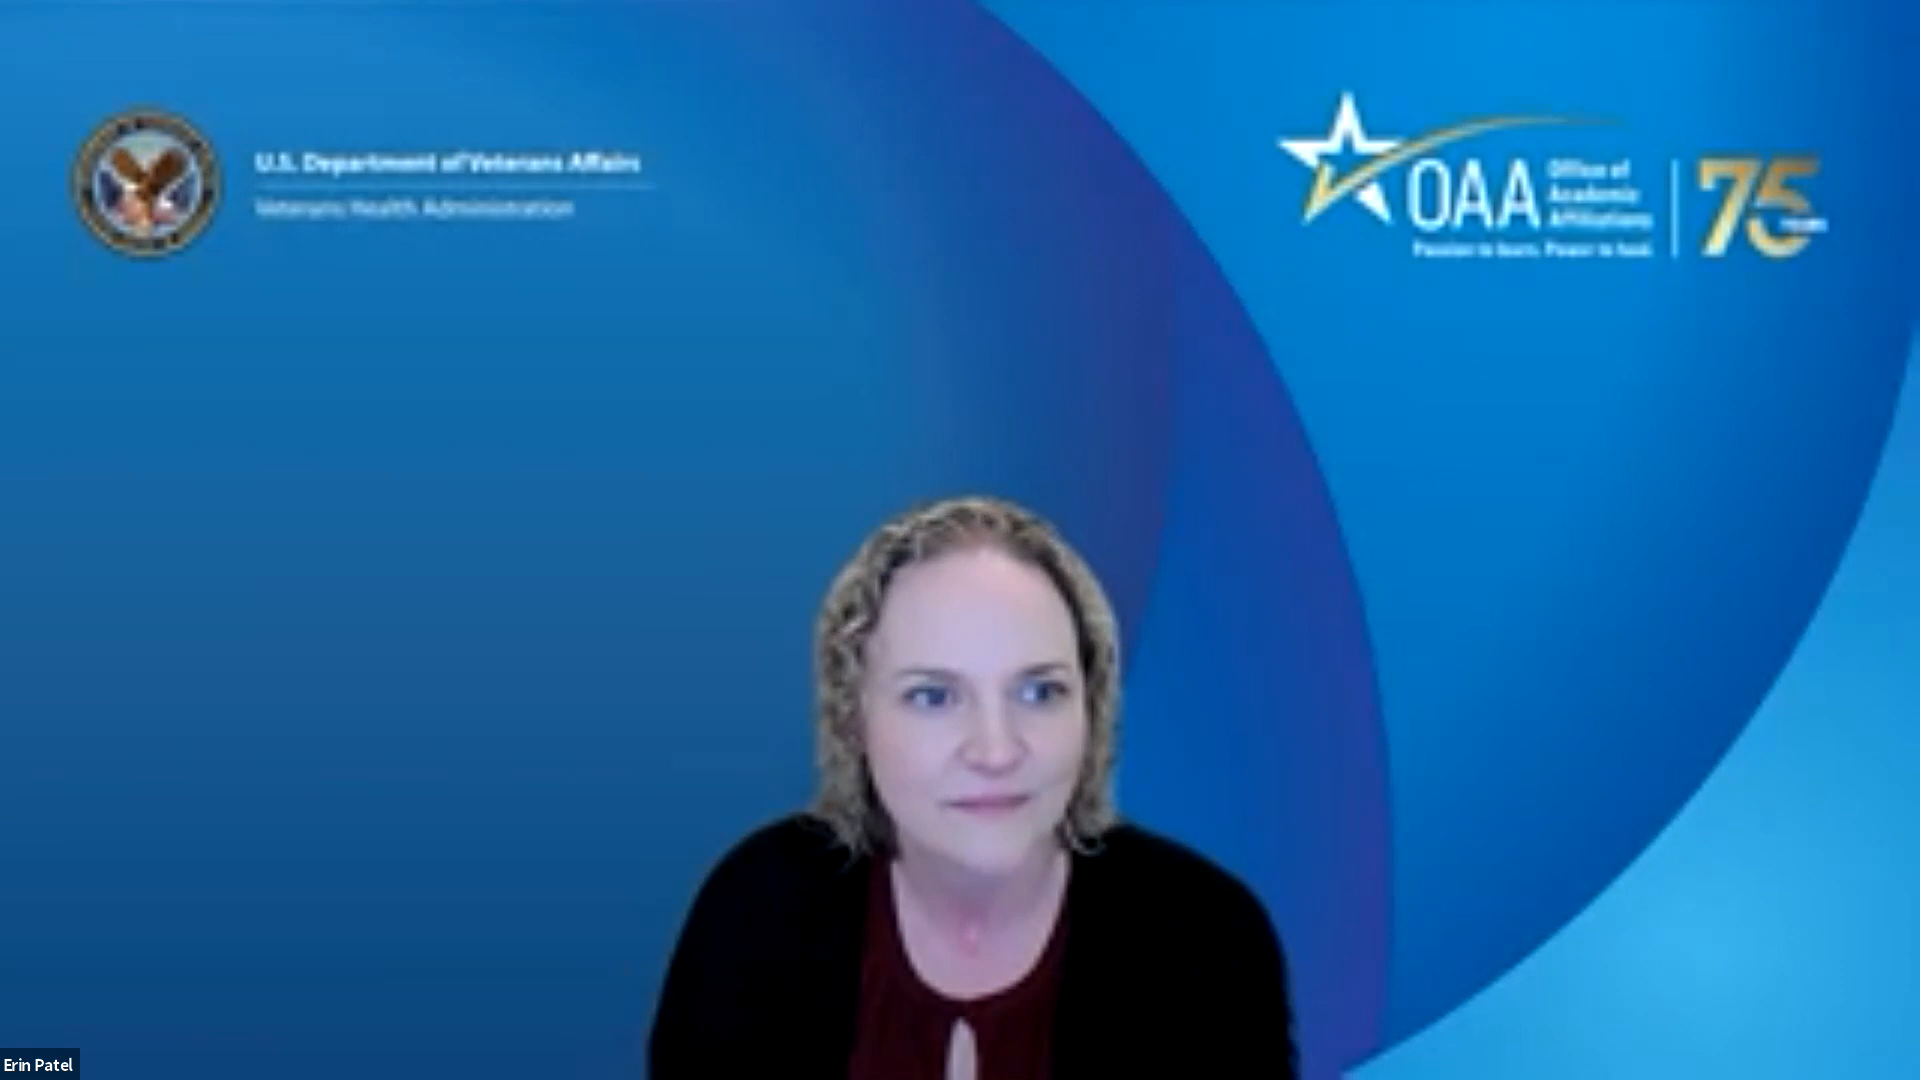 U.S. Department of Veterans Affairs
Veterans Health Administration
OAA
Office of
Academic
Affiliations
Passion to learn. Power to heal.
75
YEARS
Erin Patel